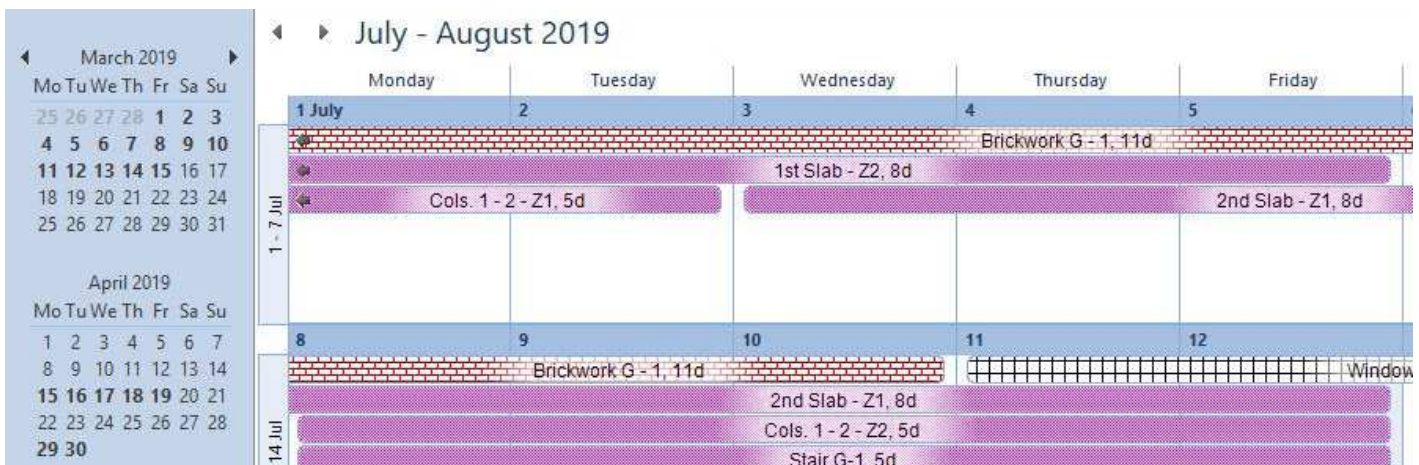 March 2019
Mo Tu We Th Fr Sa Su
25 26 27 28 1 2 3
4 5 6 7 8 9 10
11 12 13 14 15 16 17
18 19 20 21 22 23 24
25 26 27 28 29 30 31
April 2019
Mo Tu We Th Fr Sa Su
1 2 3 4 5 6 7
8 9 10 11 12 13 14
15 16 17 18 19 20 21
22 23 24 25 26 27 28
29 30
July - August 2019
Monday Tuesday Wednesday Thursday Friday
1 July 2 3 4 5
1 - 7 Jul
Brickwork G - 1, 11d
1st Slab - Z2, 8d
Cols. 1 - 2 - Z1, 5d 2nd Slab - Z1, 8d
8 9 10 11 12
14 Jul
Brickwork G - 1, 11d Window
2nd Slab - Z1, 8d
Cols. 1 - 2 - Z2, 5d
Stair G-1, 5d